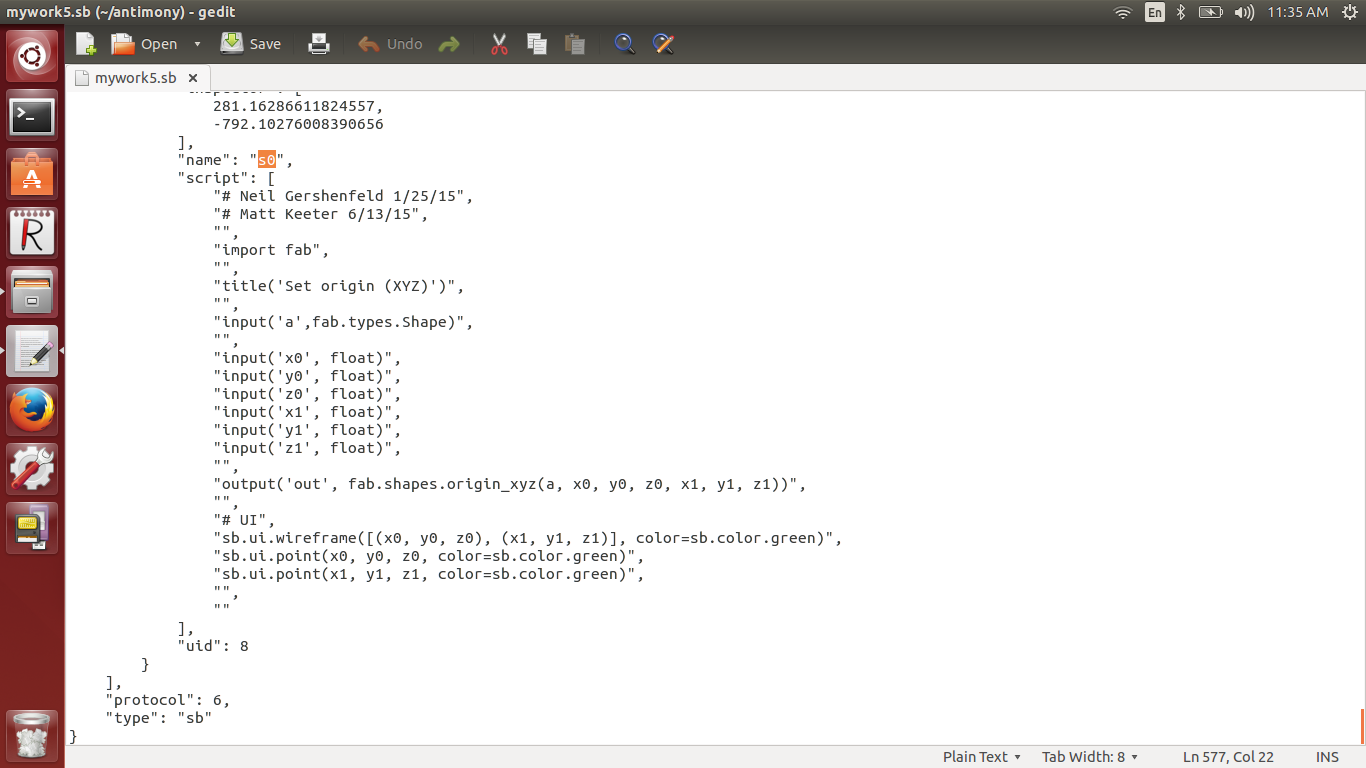 mywork5.sb (~/antimony) - gedit
En
11:35 AM
Open
Save
Undo
mywork5.sb
281.16286611824557,
-792.10276008390656
],
"name": "s0",
"script": [
"# Neil Gershenfeld 1/25/15",
"# Matt Keeter 6/13/15",
"",
"import fab",
"",
"title('Set origin (XYZ)')",
"",
"input('a',fab.types.Shape)",
"",
"input('x0', float)",
"input('y0', float)",
"input('z0', float)",
"input('x1', float)",
"input('y1', float)",
"input('z1', float)",
"",
"output('out', fab.shapes.origin_xyz(a, x0, y0, z0, x1, y1, z1))",
"",
"# UI",
"sb.ui.wireframe([(x0, y0, z0), (x1, y1, z1)], color=sb.color.green)",
"sb.ui.point(x0, y0, z0, color=sb.color.green)",
"sb.ui.point(x1, y1, z1, color=sb.color.green)",
"",
""
],
"uid": 8
}
],
"protocol": 6,
"type": "sb"
}
Plain Text
Tab Width: 8
Ln 577, Col 22
INS